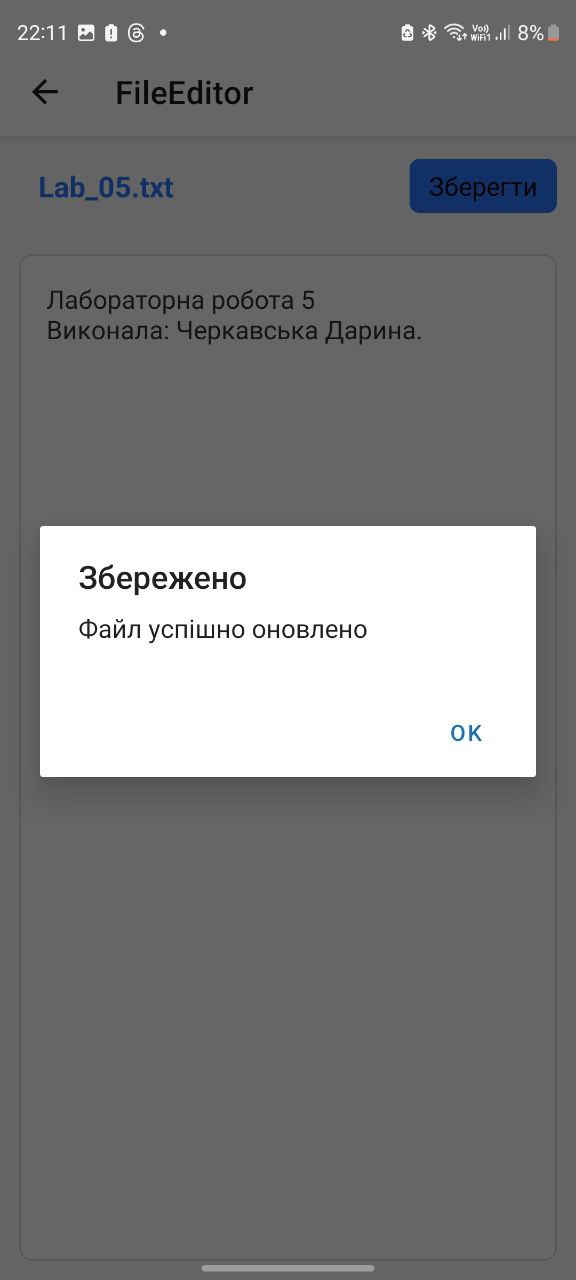 22:11
Vo)) WiFi1
8%
FileEditor
Lab_05.txt
Зберегти
Лабораторна робота 5
Виконала: Черкавська Дарина.
Збережено
Файл успішно оновлено
OK